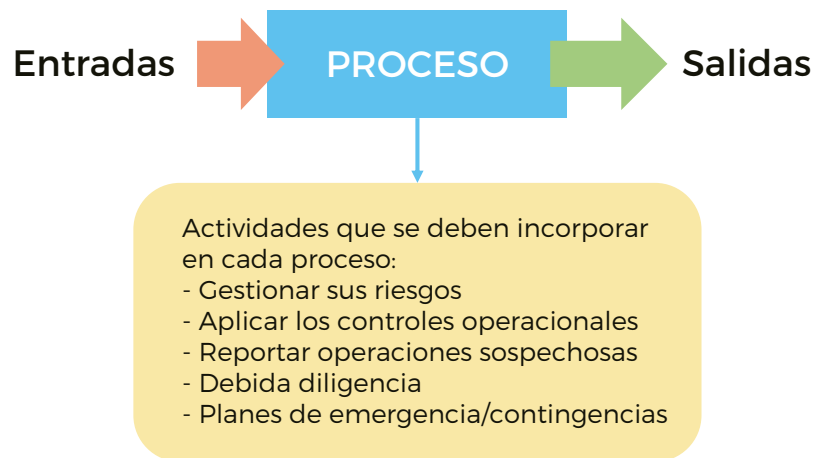 Entradas
PROCESO
Salidas
Actividades que se deben incorporar
en cada proceso:
- Gestionar sus riesgos
- Aplicar los controles operacionales
- Reportar operaciones sospechosas
- Debida diligencia
- Planes de emergencia/contingencias